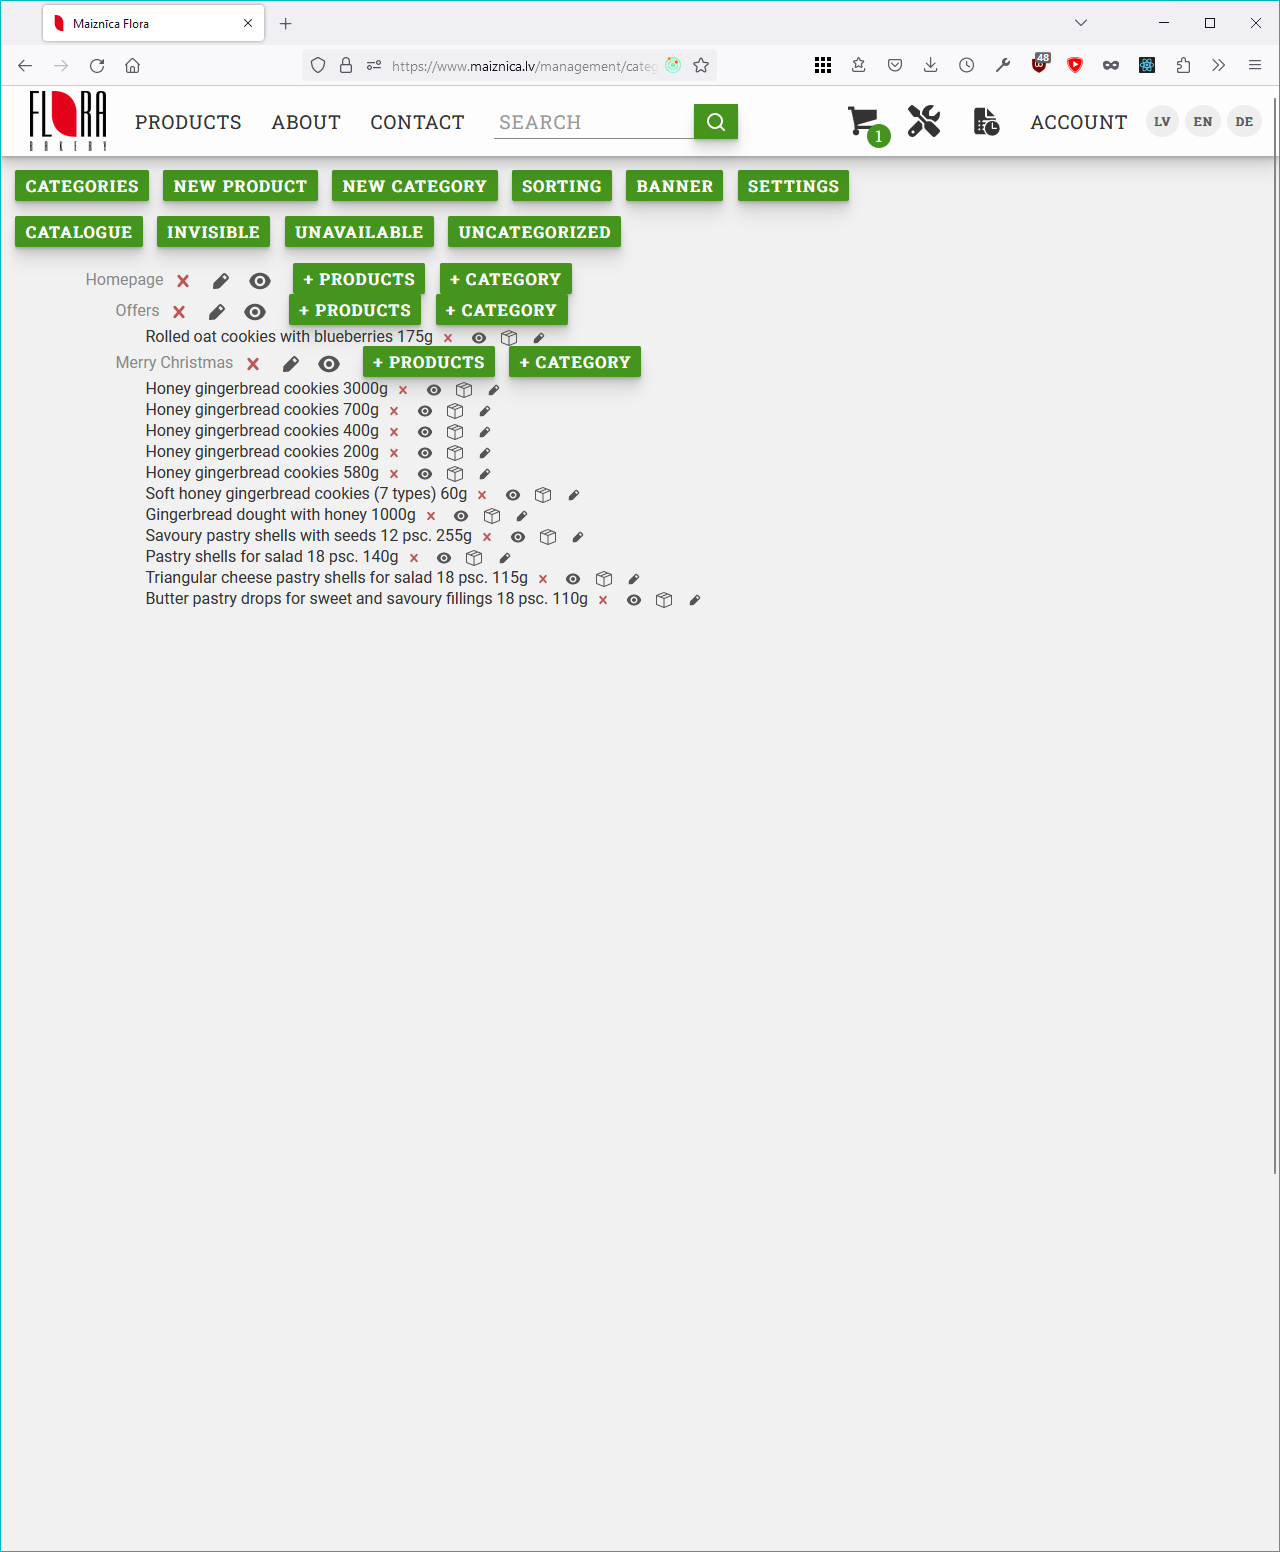 Maiznīca Flora
https://www.maiznica.lv/management/categ
48
FLORA
BAKERY
PRODUCTS ABOUT CONTACT SEARCH 1 ACCOUNT LV EN DE
CATEGORIES NEW PRODUCT NEW CATEGORY SORTING BANNER SETTINGS
CATALOGUE INVISIBLE UNAVAILABLE UNCATEGORIZED
Homepage + PRODUCTS + CATEGORY
Offers + PRODUCTS + CATEGORY
Rolled oat cookies with blueberries 175g
Merry Christmas + PRODUCTS + CATEGORY
Honey gingerbread cookies 3000g
Honey gingerbread cookies 700g
Honey gingerbread cookies 400g
Honey gingerbread cookies 200g
Honey gingerbread cookies 580g
Soft honey gingerbread cookies (7 types) 60g
Gingerbread dought with honey 1000g
Savoury pastry shells with seeds 12 psc. 255g
Pastry shells for salad 18 psc. 140g
Triangular cheese pastry shells for salad 18 psc. 115g
Butter pastry drops for sweet and savoury fillings 18 psc. 110g